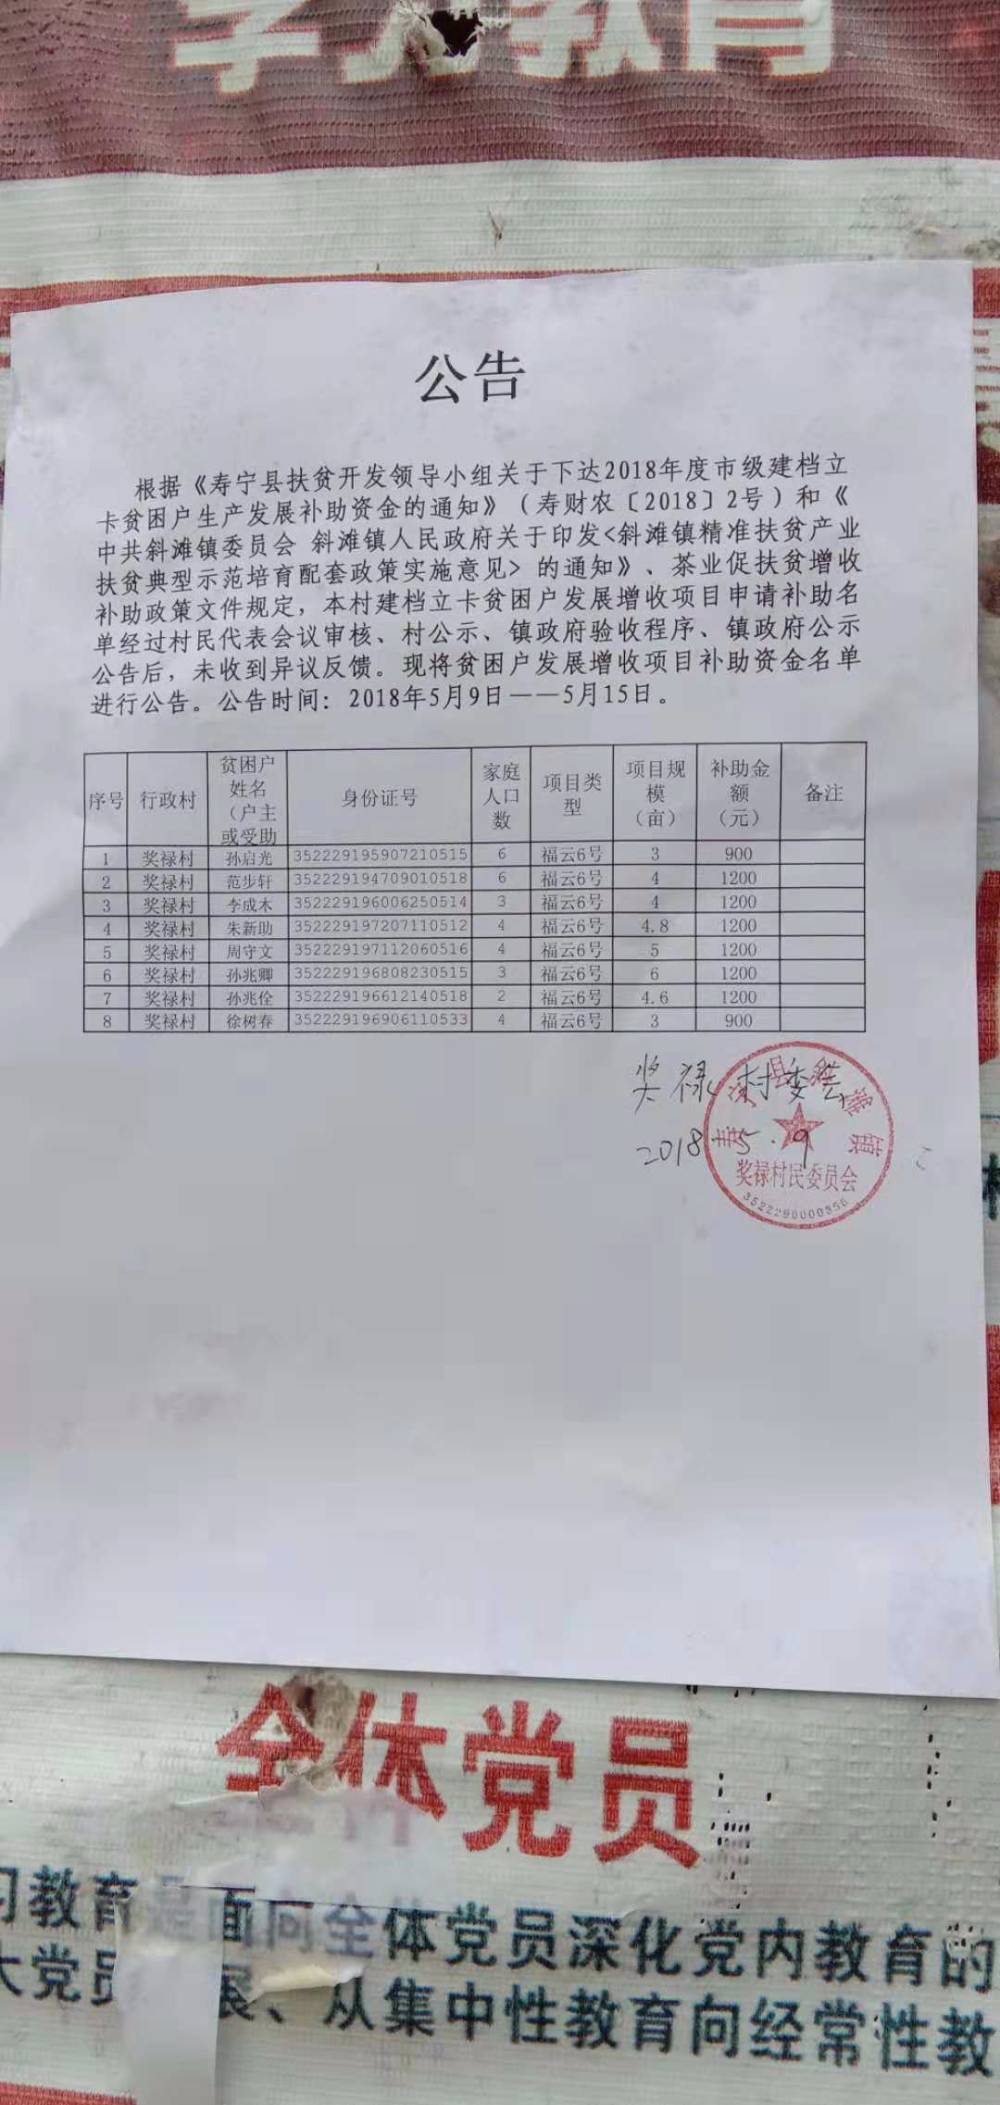 公告
根据《寿宁县扶贫开发领导小组关于下达2018年度市级建档立
卡贫困户生产发展补助资金的通知》（寿财农〔2018〕2号）和《
中共斜滩镇委员会 斜滩镇人民政府关于印发<斜滩镇精准扶贫产业
扶贫典型示范培育配套政策实施意见> 的通知》、茶业促扶贫增收
补助政策文件规定，本村建档立卡贫困户发展增收项目申请补助名
单经过村民代表会议审核、村公示、镇政府验收程序、镇政府公示
公告后，未收到异议反馈。现将贫困户发展增收项目补助资金名单
进行公告。公告时间：2018年5月9日——5月15日。
序号 行政村 贫困户姓名（户主或受助 身份证号 家庭人口数 项目类型 项目规模（亩） 补助金额（元） 备注
1 奖禄村 孙启光 352229195907210515 6 福云6号 3 900
2 奖禄村 范步轩 352229194709010518 6 福云6号 4 1200
3 奖禄村 李成木 352229196006250514 3 福云6号 4 1200
4 奖禄村 朱新助 352229197207110512 4 福云6号 4.8 1200
5 奖禄村 周守文 352229197112060516 4 福云6号 5 1200
6 奖禄村 孙兆卿 352229196808230515 3 福云6号 6 1200
7 奖禄村 孙兆佺 352229196612140518 2 福云6号 4.6 1200
8 奖禄村 徐树春 352229196906110533 4 福云6号 3 900
奖禄村委会
2018.5.9
寿宁县斜滩镇
奖禄村民委员会
全体党员
习教育是面向全体党员深化党内教育的
大党员 展、从集中性教育向经常性教